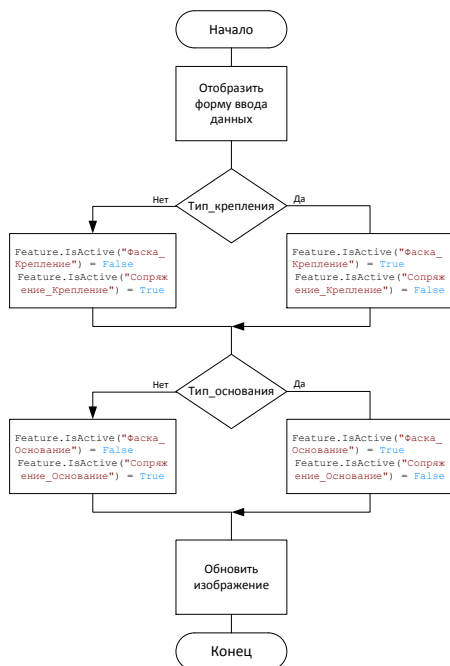 Начало
Отобразить
форму ввода
данных
Тип_крепления
Нет
Да
Feature.IsActive("Фаска_
Крепление") = False
Feature.IsActive("Сопряж
ение_Крепление") = True
Feature.IsActive("Фаска_
Крепление") = True
Feature.IsActive("Сопряж
ение_Крепление") = False
Тип_основания
Нет
Да
Feature.IsActive("Фаска_
Основание") = False
Feature.IsActive("Сопряж
ение_Основание") = True
Feature.IsActive("Фаска_
Основание") = True
Feature.IsActive("Сопряж
ение_Основание") = False
Обновить
изображение
Конец